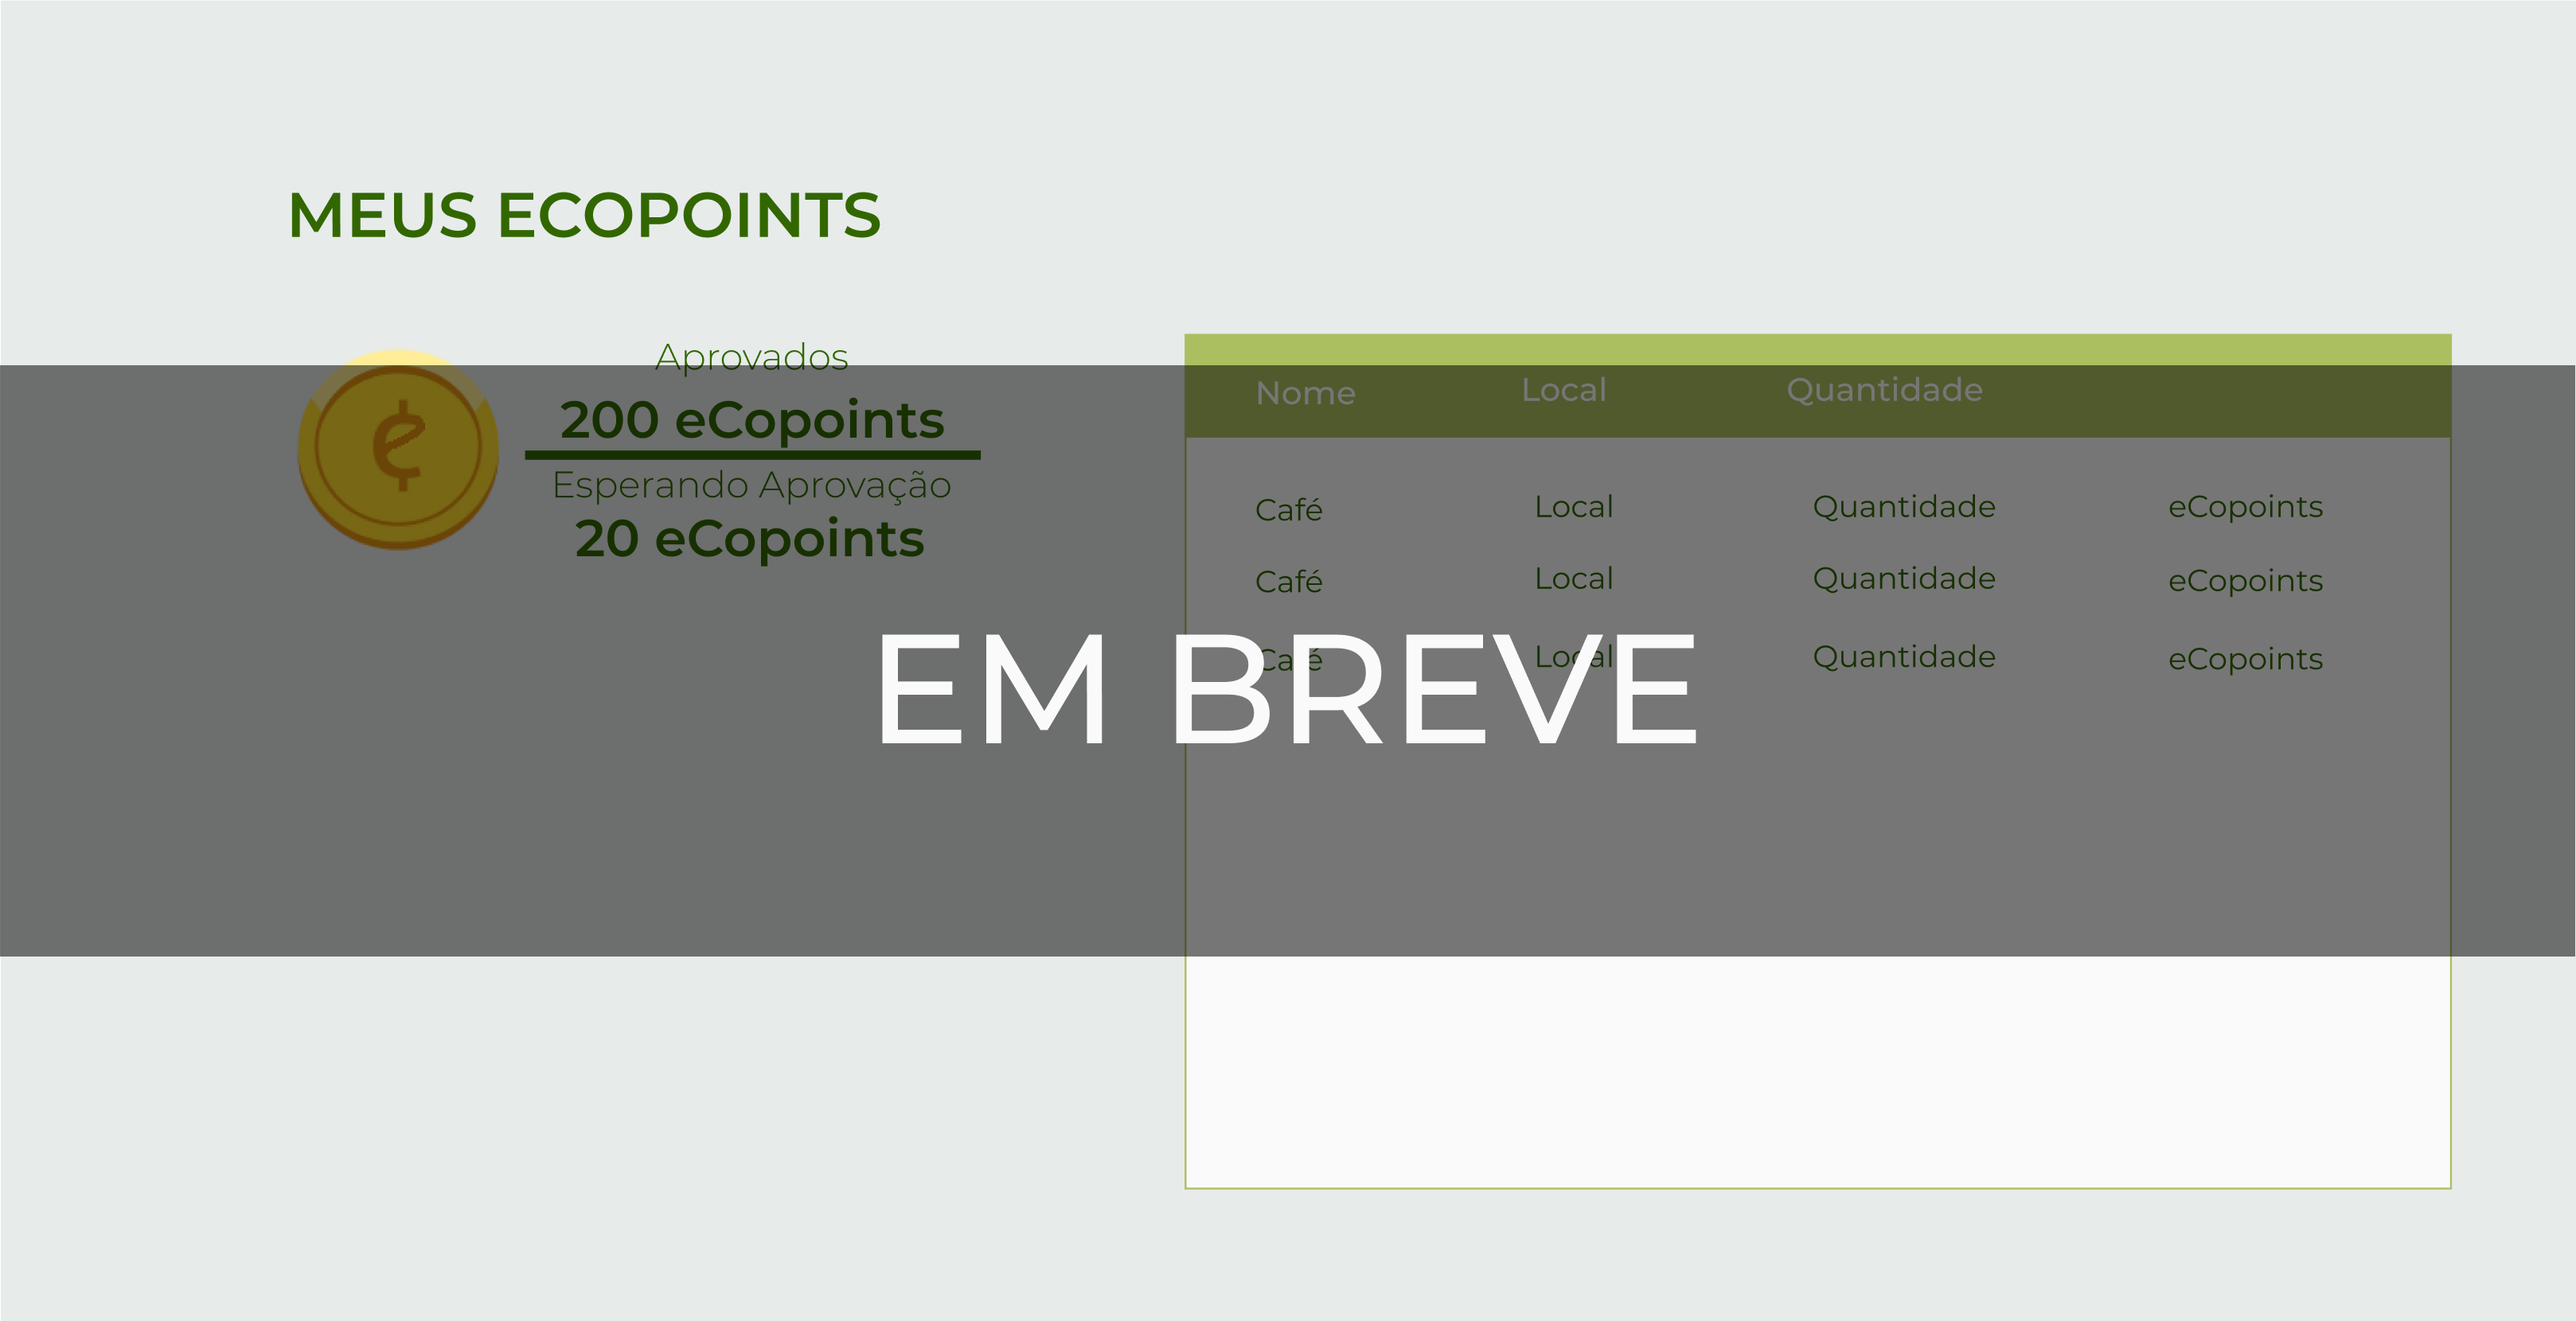 MEUS ECOPOINTS
Aprovados
200 eCopoints
Esperando Aprovação
20 eCopoints
Nome Local Quantidade
Café Local Quantidade eCopoints
Café Local Quantidade eCopoints
Café Local Quantidade eCopoints
EM BREVE